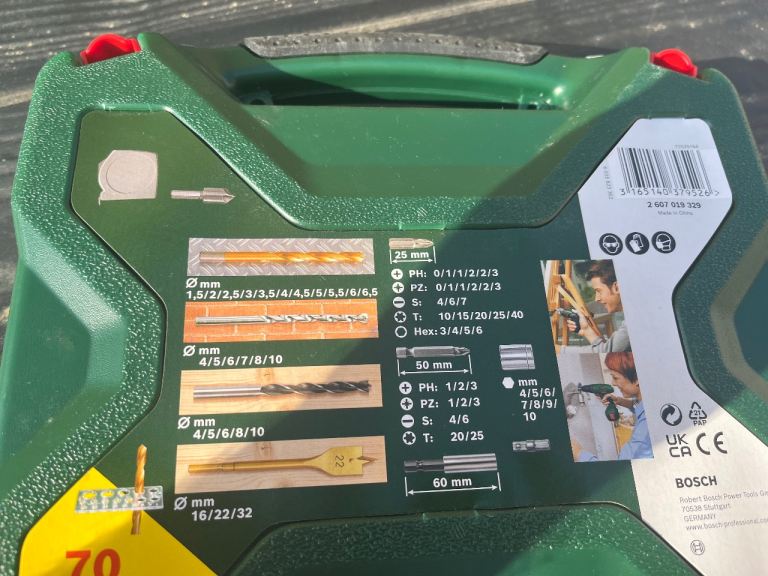 3 165140 379526 >
2 607 019 329
Made in China
Ø mm
1,5/2/2,5/3/3,5/4/4,5/5/5,5/6/6,5
Ø mm
4/5/6/7/8/10
Ø mm
4/5/6/8/10
22
Ø mm
16/22/32
70
25 mm
PH: 0/1/1/2/2/3
PZ: 0/1/1/2/2/3
S: 4/6/7
T: 10/15/20/25/40
Hex: 3/4/5/6
50 mm
PH: 1/2/3
PZ: 1/2/3
S: 4/6
T: 20/25
mm
4/5/6/
7/8/9/
10
60 mm
21
PAP
UK
CA CE
BOSCH
Robert Bosch Power Tools
70538 Stuttgart
GERMANY
www.bosch-professional.com